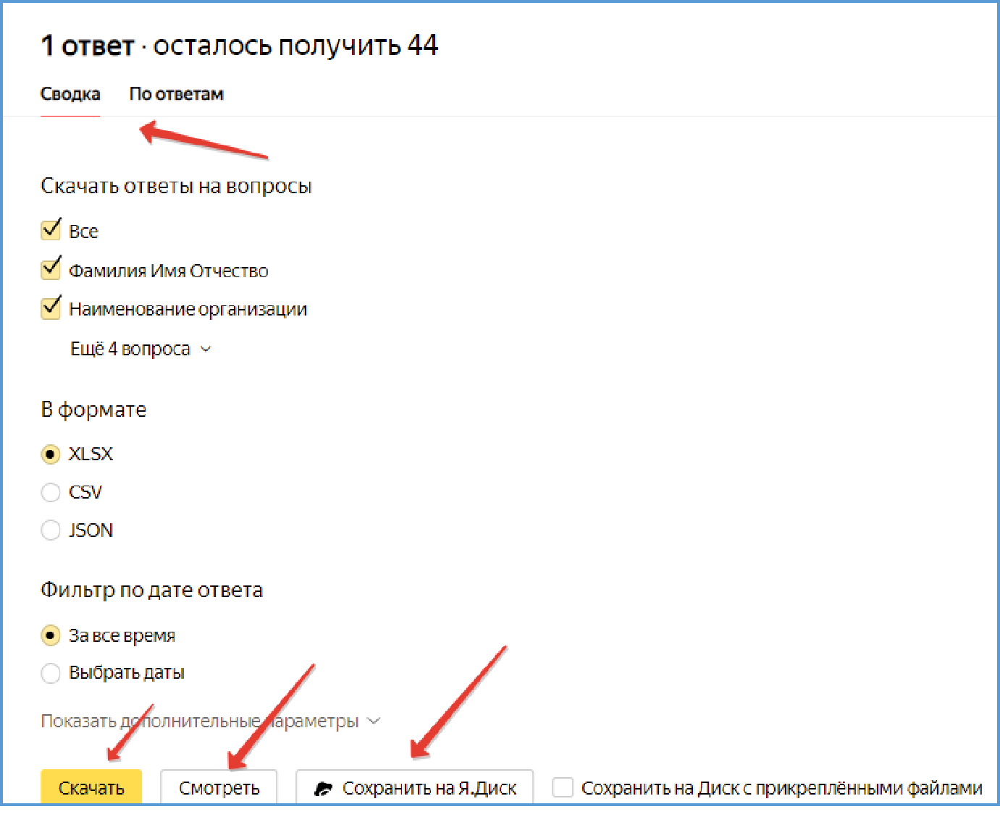 1 ответ · осталось получить 44
Сводка По ответам
Скачать ответы на вопросы
Все
Фамилия Имя Отчество
Наименование организации
Ещё 4 вопроса
В формате
XLSX
CSV
JSON
Фильтр по дате ответа
За все время
Выбрать даты
Показать дополнительные параметры
Скачать Смотреть Сохранить на Я.Диск Сохранить на Диск с прикреплёнными файлами